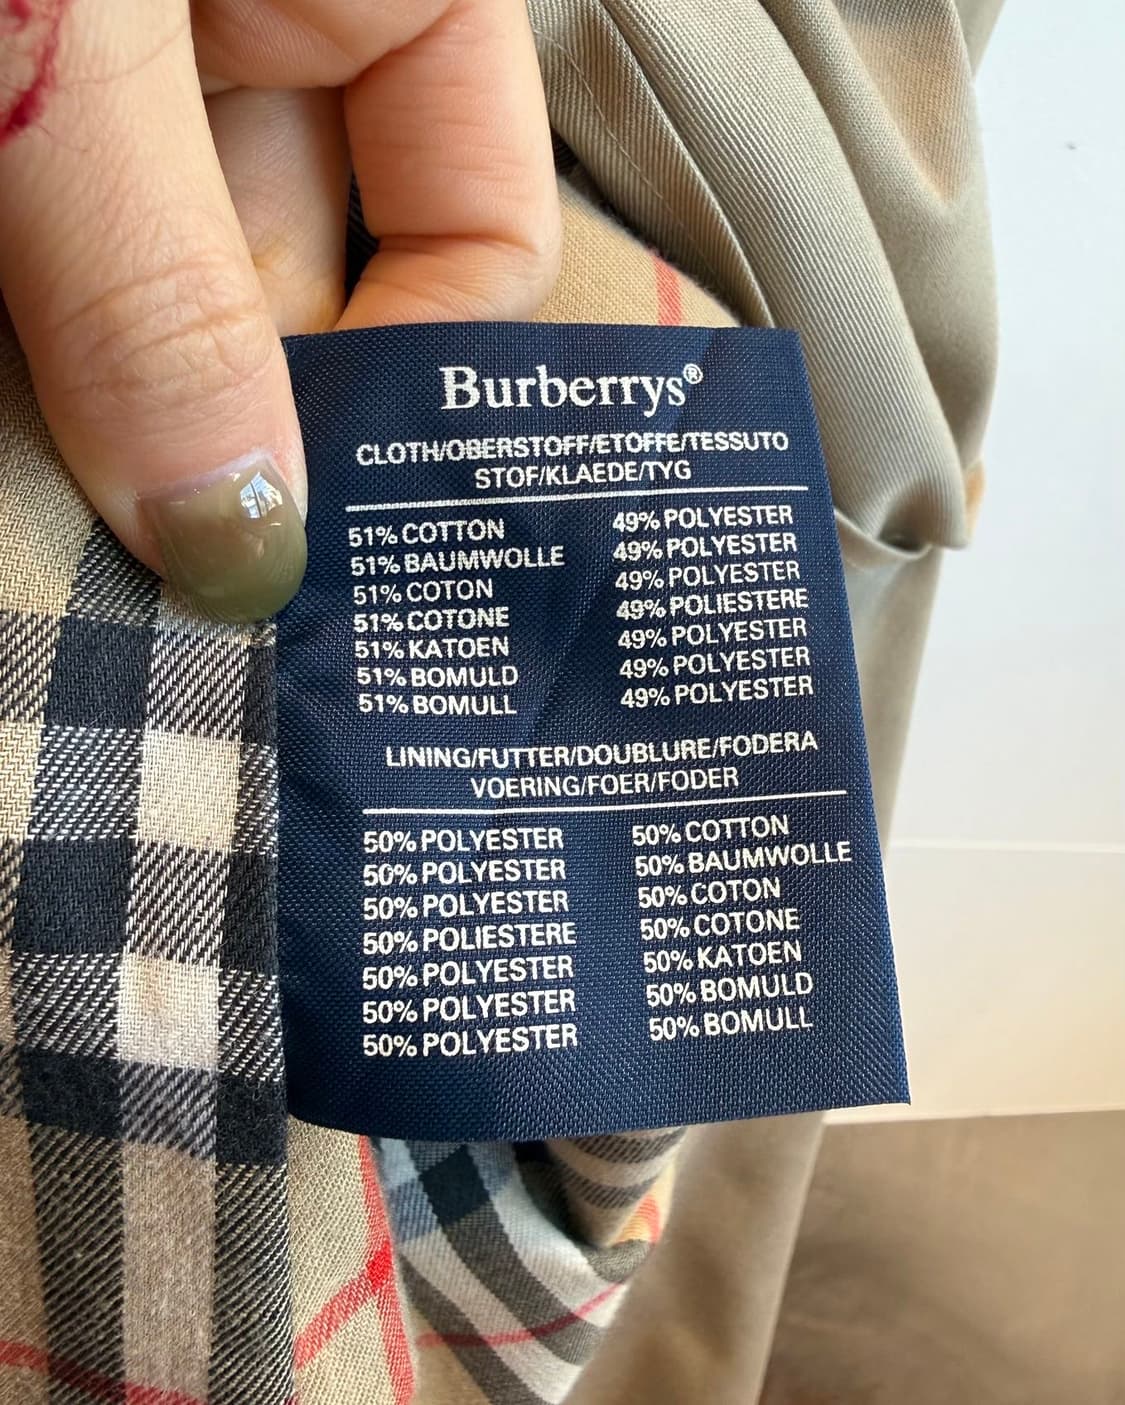 Burberrys®
CLOTH/OBERSTOFF/ETOFFE/TESSUTO
STOF/KLAEDE/TYG
51% COTTON 49% POLYESTER
51% BAUMWOLLE 49% POLYESTER
51% COTON 49% POLYESTER
51% COTONE 49% POLIESTERE
51% KATOEN 49% POLYESTER
51% BOMULD 49% POLYESTER
51% BOMULL 49% POLYESTER
LINING/FUTTER/DOUBLURE/FODERA
VOERING/FOER/FODER
50% POLYESTER 50% COTTON
50% POLYESTER 50% BAUMWOLLE
50% POLYESTER 50% COTON
50% POLIESTERE 50% COTONE
50% POLYESTER 50% KATOEN
50% POLYESTER 50% BOMULD
50% POLYESTER 50% BOMULL